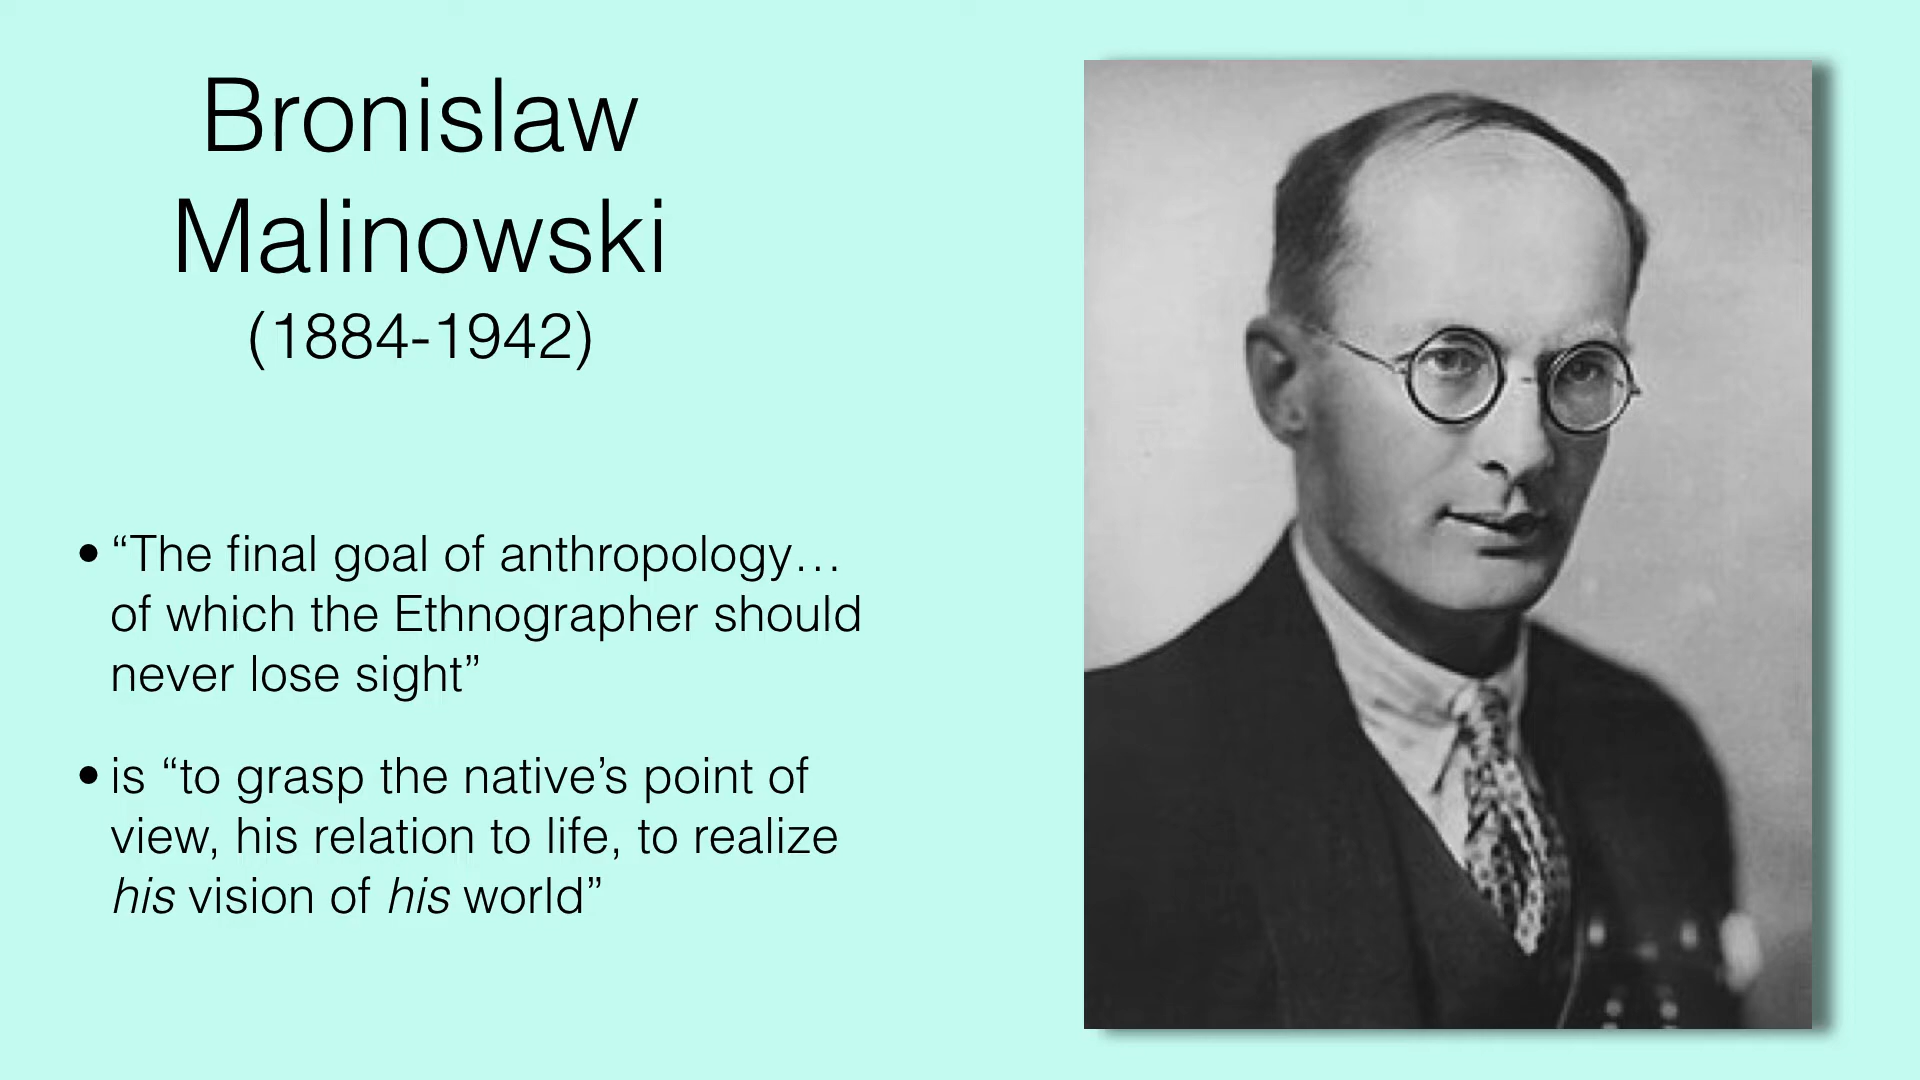 Bronislaw
Malinowski
(1884-1942)
• “The final goal of anthropology…
of which the Ethnographer should
never lose sight”
• is “to grasp the native’s point of
view, his relation to life, to realize
his vision of his world”